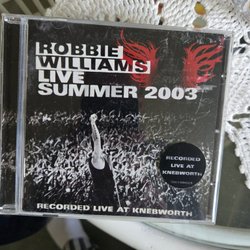 ROBBIE
WILLIAMS
LIVE
SUMMER 2003
RECORDED
LIVE AT
KNEBWORTH
RECORDED LIVE AT KNEBWORTH